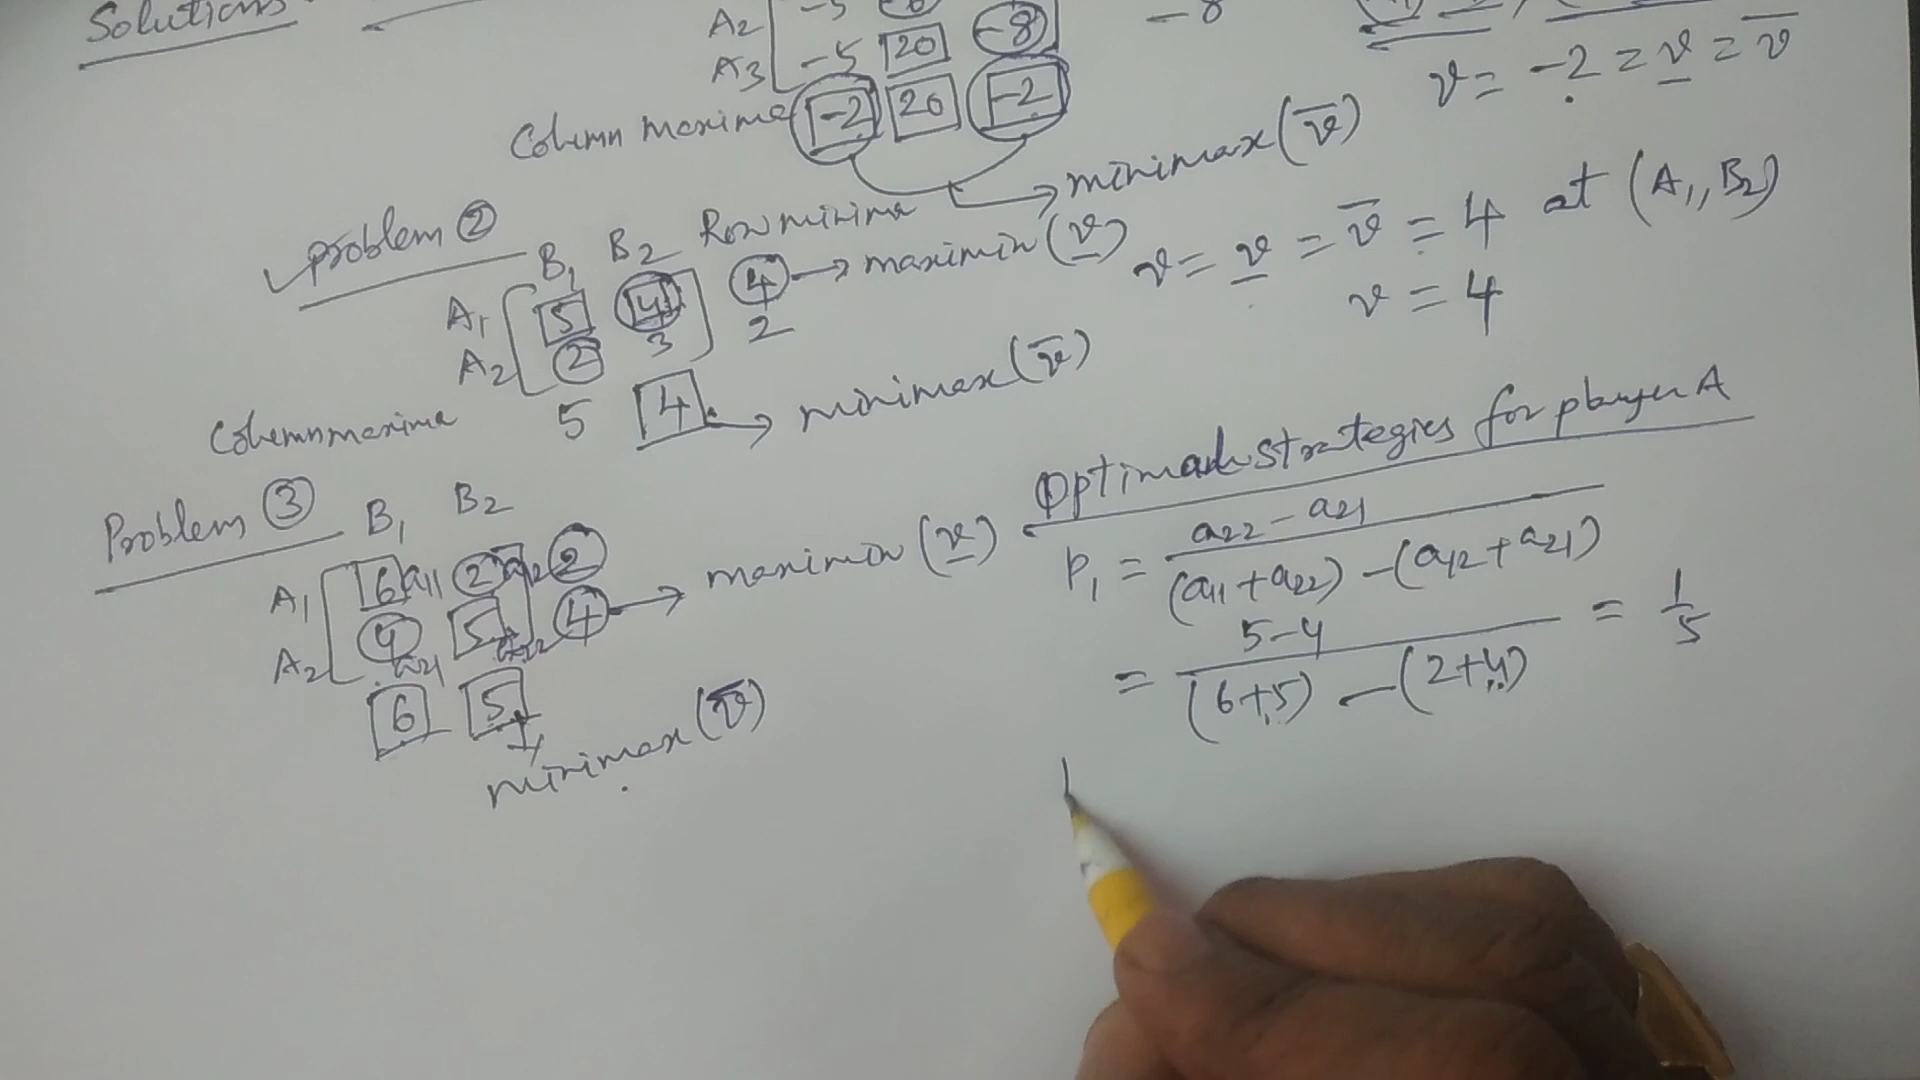 Solutions
A2 -5 -8
A3 -5 20 -8
Column maxima -2 20 -2
v = -2 = v = v
minimax (v)
Problem 2
B1 B2 Row minima
A1 5 4 4 → maximin (v)
A2 2 3 2
Column maxima 5 4 → minimax (v)
v = v = v = 4 at (A1, B2)
v = 4
Problem 3
B1 B2
A1 6 a11 2 a12 2
A2 4 a21 5 a22 4 → maximin (v)
6 5
minimax (v)
Optimal strategies for player A
P1 = a22 - a21 / (a11 + a22) - (a12 + a21)
= 5-4 / (6+5) - (2+4) = 1/5